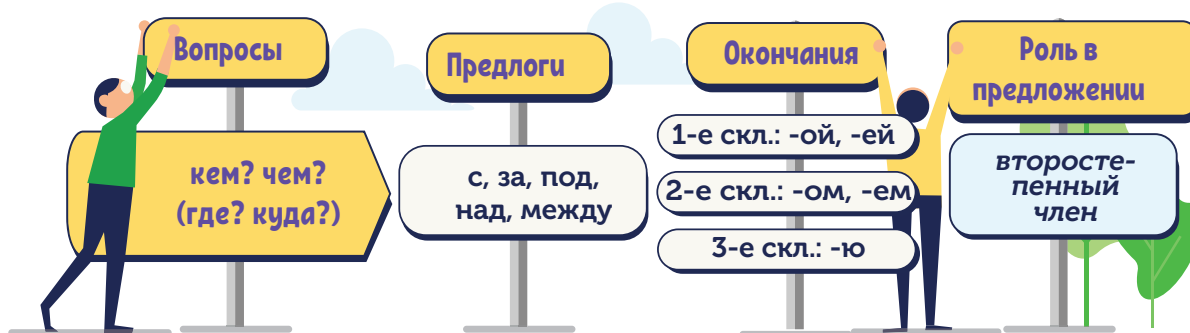 Вопросы
кем? чем?
(где? куда?)
Предлоги
с, за, под,
над, между
Окончания
1-е скл.: -ой, -ей
2-е скл.: -ом, -ем
3-е скл.: -ю
Роль в
предложении
второсте-
пенный
член